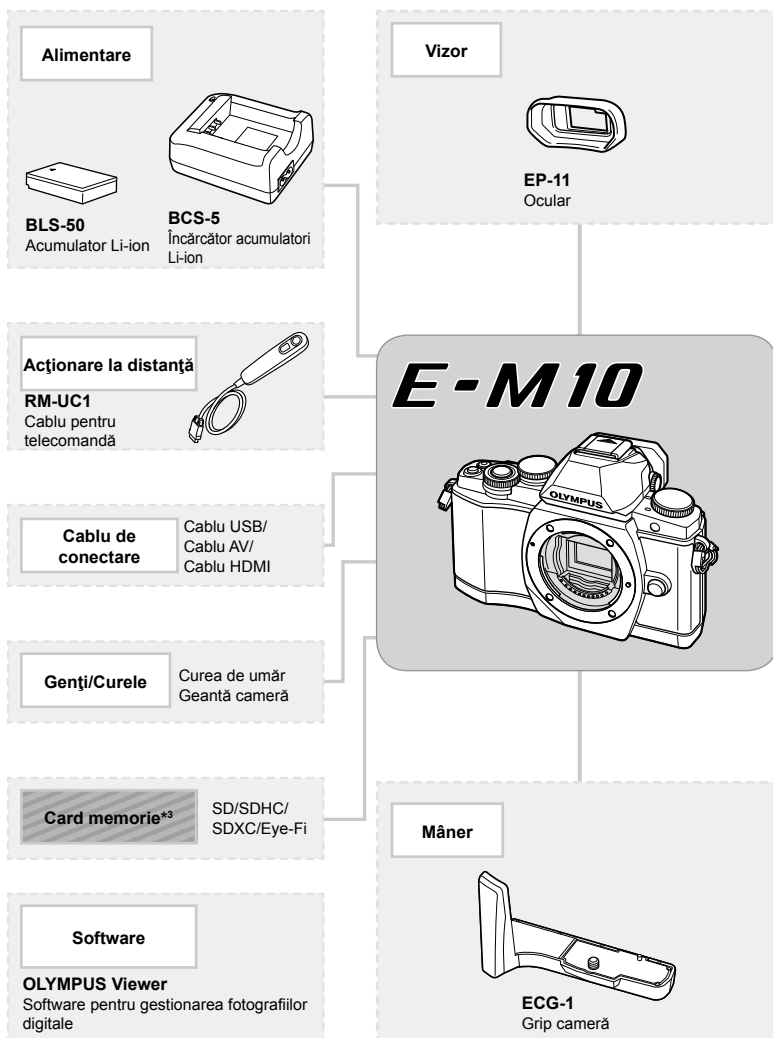 Alimentare
BLS-50
Acumulator Li-ion
BCS-5
Încărcător acumulatori
Li-ion
Vizor
EP-11
Ocular
Acţionare la distanţă
RM-UC1
Cablu pentru
telecomandă
E-M10
OLYMPUS
Cablu de
conectare
Cablu USB/
Cablu AV/
Cablu HDMI
Genţi/Curele
Curea de umăr
Geantă cameră
Card memorie*3
SD/SDHC/
SDXC/Eye-Fi
Mâner
ECG-1
Grip cameră
Software
OLYMPUS Viewer
Software pentru gestionarea fotografiilor
digitale